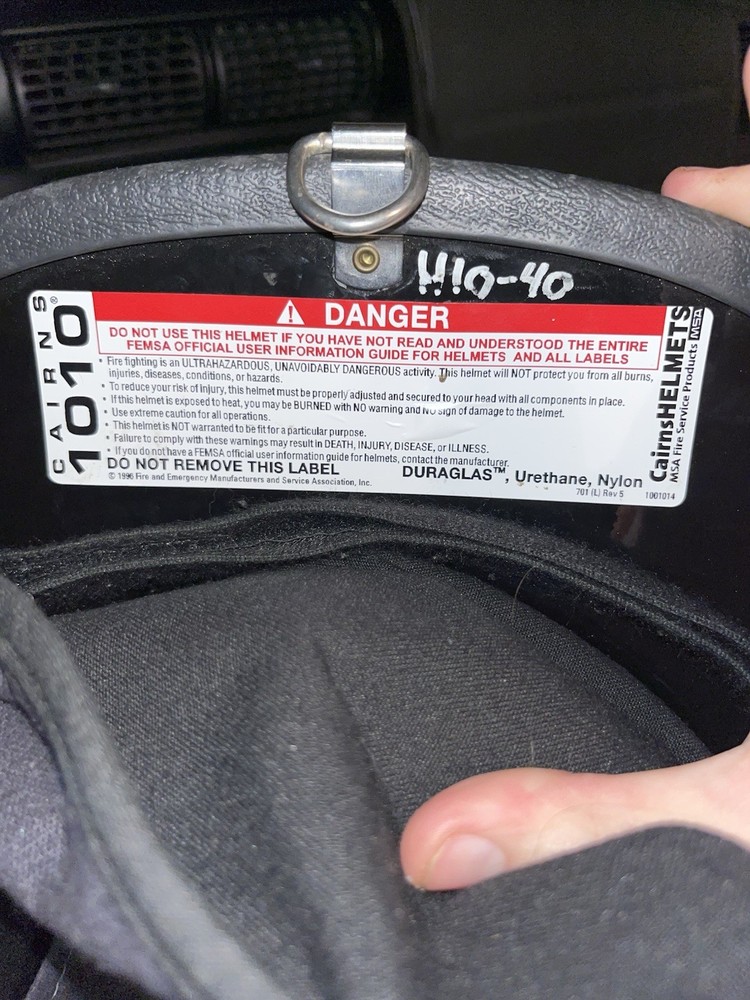 H10-40
CAIRNS®
1010
⚠ DANGER
DO NOT USE THIS HELMET IF YOU HAVE NOT READ AND UNDERSTOOD THE ENTIRE
FEMSA OFFICIAL USER INFORMATION GUIDE FOR HELMETS AND ALL LABELS
• Fire fighting is an ULTRAHAZARDOUS, UNAVOIDABLY DANGEROUS activity. This helmet will NOT protect you from all burns,
injuries, diseases, conditions, or hazards.
• To reduce your risk of injury, this helmet must be properly adjusted and secured to your head with all components in place.
• If this helmet is exposed to heat, you may be BURNED with NO warning and NO sign of damage to the helmet.
• Use extreme caution for all operations.
• This helmet is NOT warranted to be fit for a particular purpose.
• Failure to comply with these warnings may result in DEATH, INJURY, DISEASE, or ILLNESS.
• If you do not have a FEMSA official user information guide for helmets, contact the manufacturer.
DO NOT REMOVE THIS LABEL
DURAGLAS™, Urethane, Nylon
© 1996 Fire and Emergency Manufacturers and Service Association, Inc.
701 (L) Rev 5
1001014
CairnsHELMETS
MSA Fire Service Products
MSA